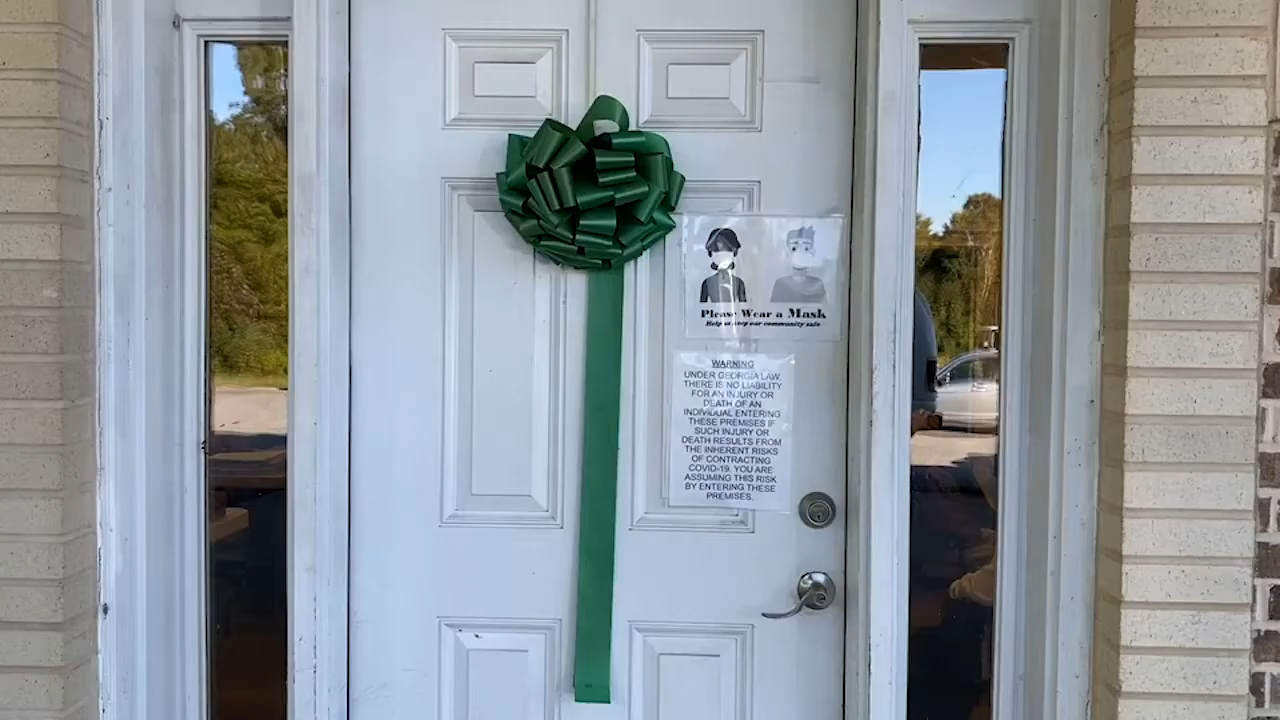 Please Wear a Mask
Help us keep our community safe
WARNING
UNDER GEORGIA LAW,
THERE IS NO LIABILITY
FOR AN INJURY OR
DEATH OF AN
INDIVIDUAL ENTERING
THESE PREMISES IF
SUCH INJURY OR
DEATH RESULTS FROM
THE INHERENT RISKS
OF CONTRACTING
COVID-19. YOU ARE
ASSUMING THIS RISK
BY ENTERING THESE
PREMISES.